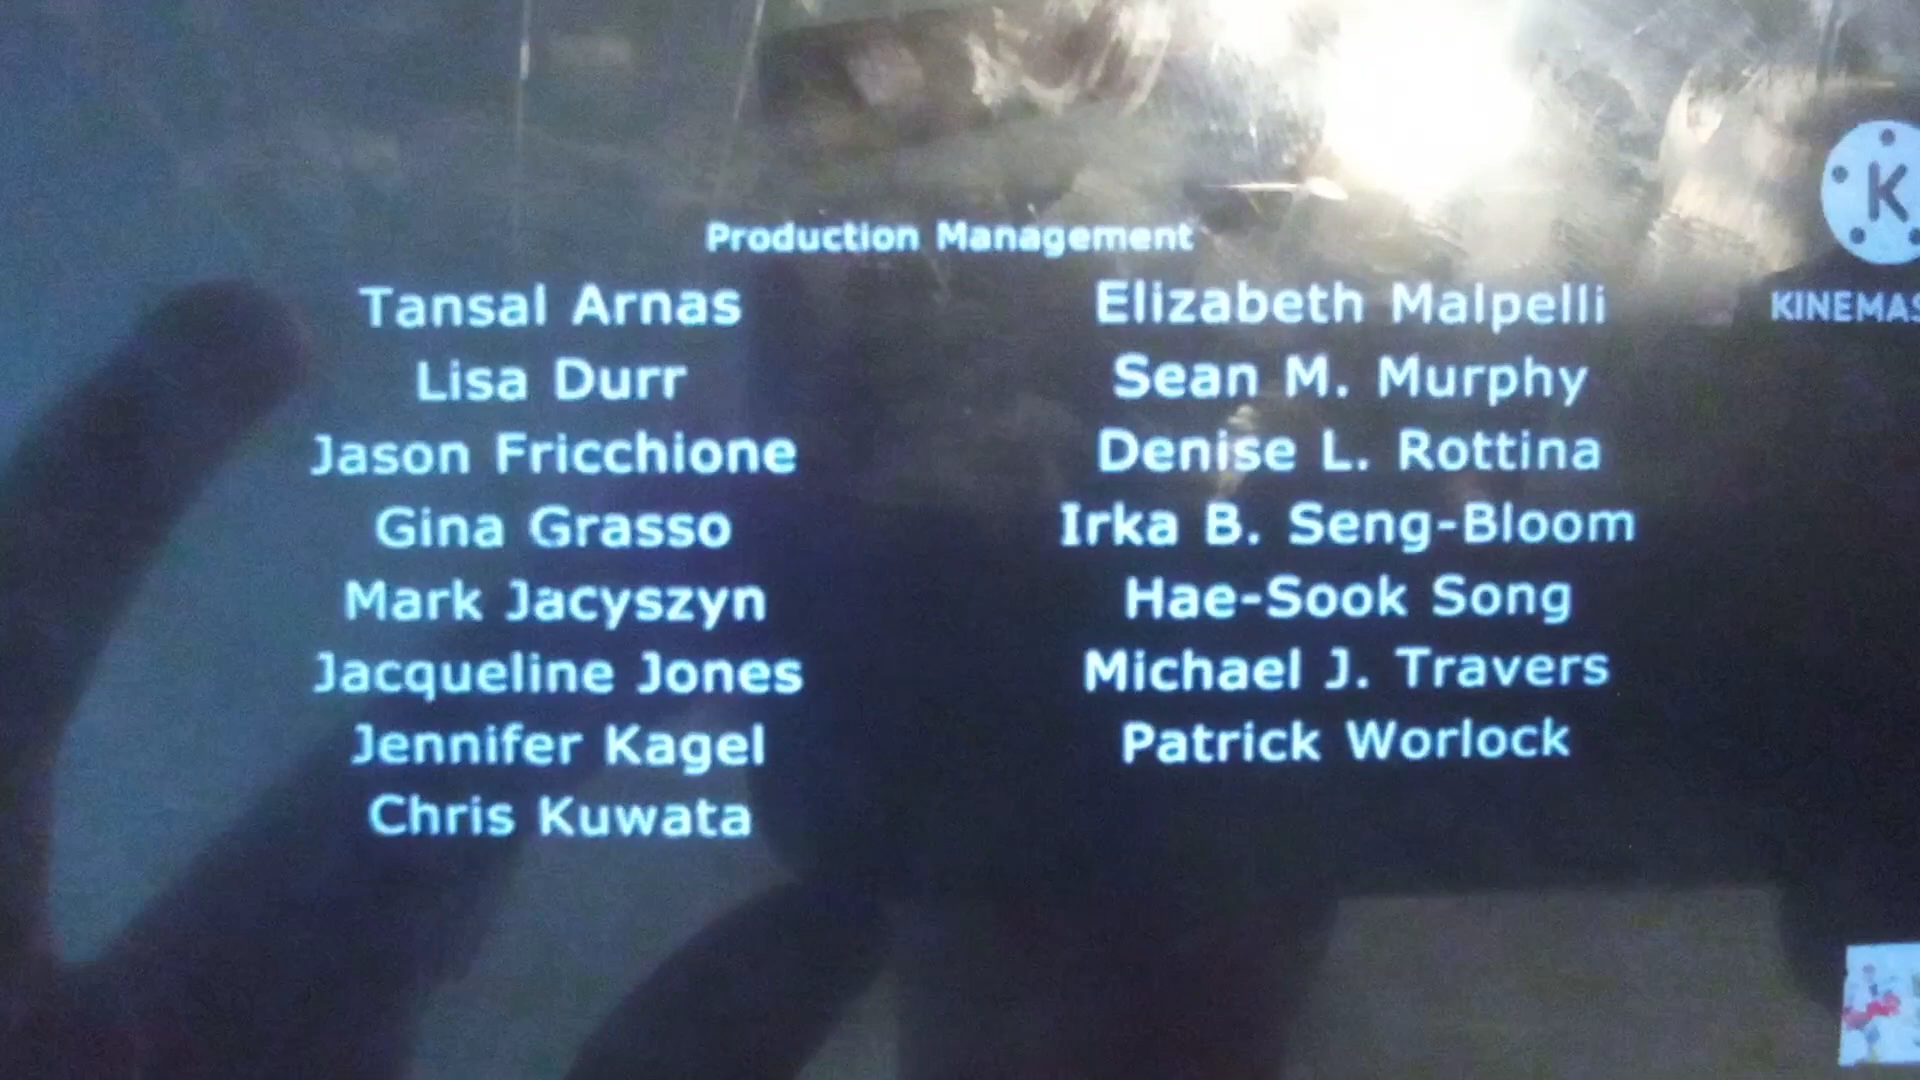 Production Management
Tansal Arnas
Lisa Durr
Jason Fricchione
Gina Grasso
Mark Jacyszyn
Jacqueline Jones
Jennifer Kagel
Chris Kuwata
Elizabeth Malpelli
Sean M. Murphy
Denise L. Rottina
Irka B. Seng-Bloom
Hae-Sook Song
Michael J. Travers
Patrick Worlock
K
KINEMAS